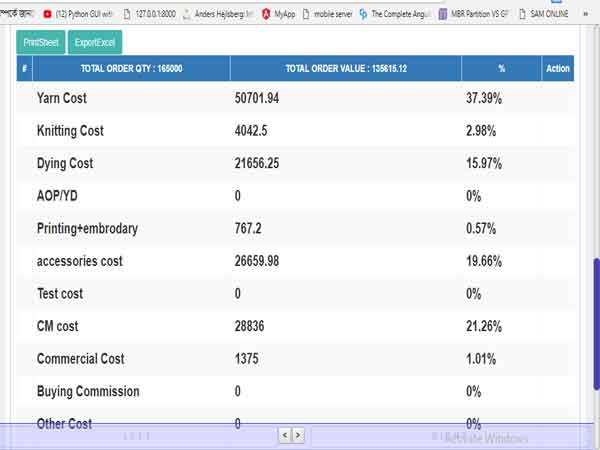 সম্পর্কে জান (12) Python GUI with 127.0.0.1:8000 Anders Hejlsberg: MyApp mobile server The Complete Angul MBR Partition VS GP SAM ONLINE »
PrintSheet ExportExcel
# TOTAL ORDER QTY : 165000 TOTAL ORDER VALUE : 135615.12 % Action
Yarn Cost 50701.94 37.39%
Knitting Cost 4042.5 2.98%
Dying Cost 21656.25 15.97%
AOP/YD 0 0%
Printing+embrodary 767.2 0.57%
accessories cost 26659.98 19.66%
Test cost 0 0%
CM cost 28836 21.26%
Commercial Cost 1375 1.01%
Buying Commission 0 0%
Other Cost 0 0%
LEFT < >
Activate Windows